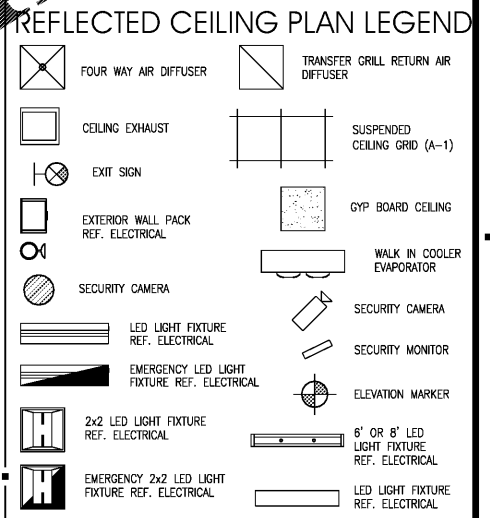 REFLECTED CEILING PLAN LEGEND
FOUR WAY AIR DIFFUSER
CEILING EXHAUST
EXIT SIGN
EXTERIOR WALL PACK
REF. ELECTRICAL
SECURITY CAMERA
LED LIGHT FIXTURE
REF. ELECTRICAL
EMERGENCY LED LIGHT
FIXTURE REF. ELECTRICAL
2x2 LED LIGHT FIXTURE
REF. ELECTRICAL
EMERGENCY 2x2 LED LIGHT
FIXTURE REF. ELECTRICAL
TRANSFER GRILL RETURN AIR
DIFFUSER
SUSPENDED
CEILING GRID (A-1)
GYP BOARD CEILING
WALK IN COOLER
EVAPORATOR
SECURITY CAMERA
SECURITY MONITOR
ELEVATION MARKER
6' OR 8' LED
LIGHT FIXTURE
REF. ELECTRICAL
LED LIGHT FIXTURE
REF. ELECTRICAL